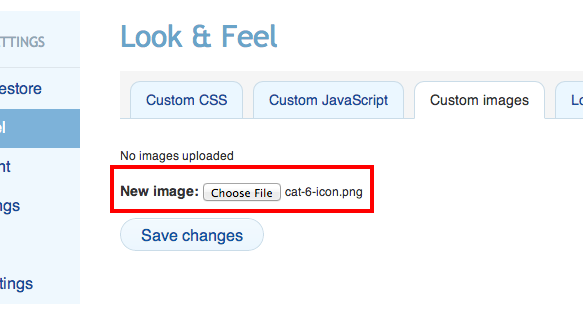 Look & Feel
TTINGS
estore
el
nt
ngs
ttings
Custom CSS
Custom JavaScript
Custom images
Lo
No images uploaded
New image: Choose File cat-6-icon.png
Save changes